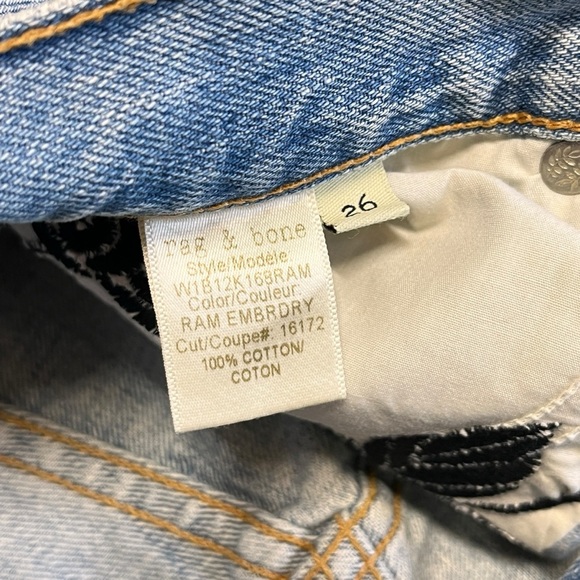 rag & bone
Style/Modèle:
W1B12K168RAM
Color/Couleur:
RAM EMBRDRY
Cut/Coupe#: 16172
100% COTTON/
COTON
26